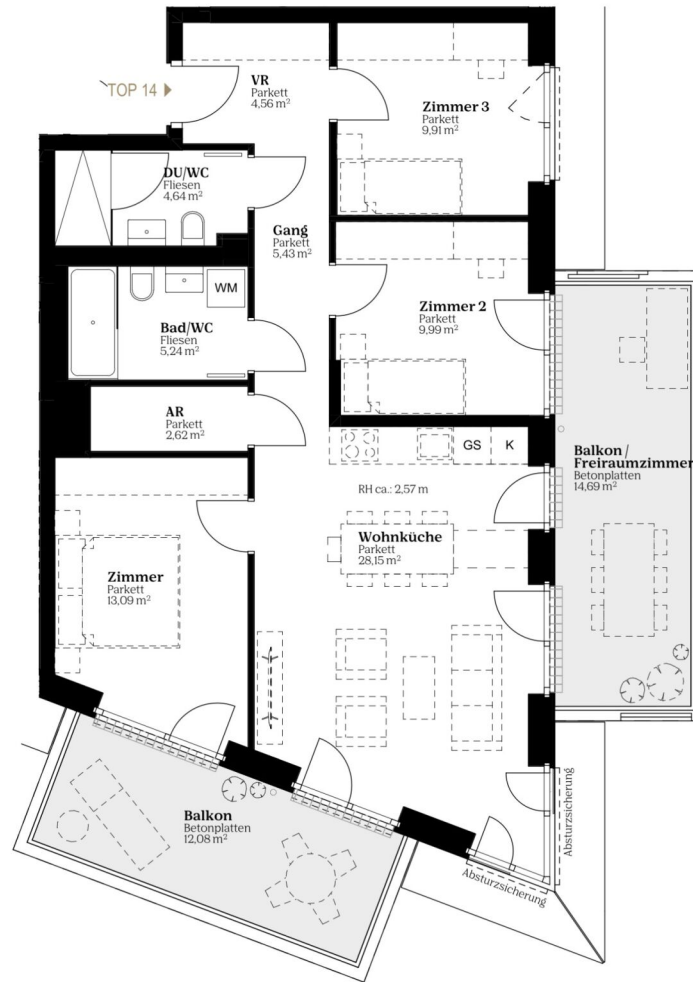 TOP 14
VR
Parkett
4,56 m²
Zimmer 3
Parkett
9,91 m²
DU/WC
Fliesen
4,64 m²
Gang
Parkett
5,43 m²
Bad/WC
Fliesen
5,24 m²
WM
Zimmer 2
Parkett
9,99 m²
AR
Parkett
2,62 m²
GS
K
RH ca.: 2,57 m
Balkon/
Freiraumzimmer
Betonplatten
14,69 m²
Wohnküche
Parkett
28,15 m²
Zimmer
Parkett
13,09 m²
Balkon
Betonplatten
12,08 m²
Absturzsicherung
Absturzsicherung